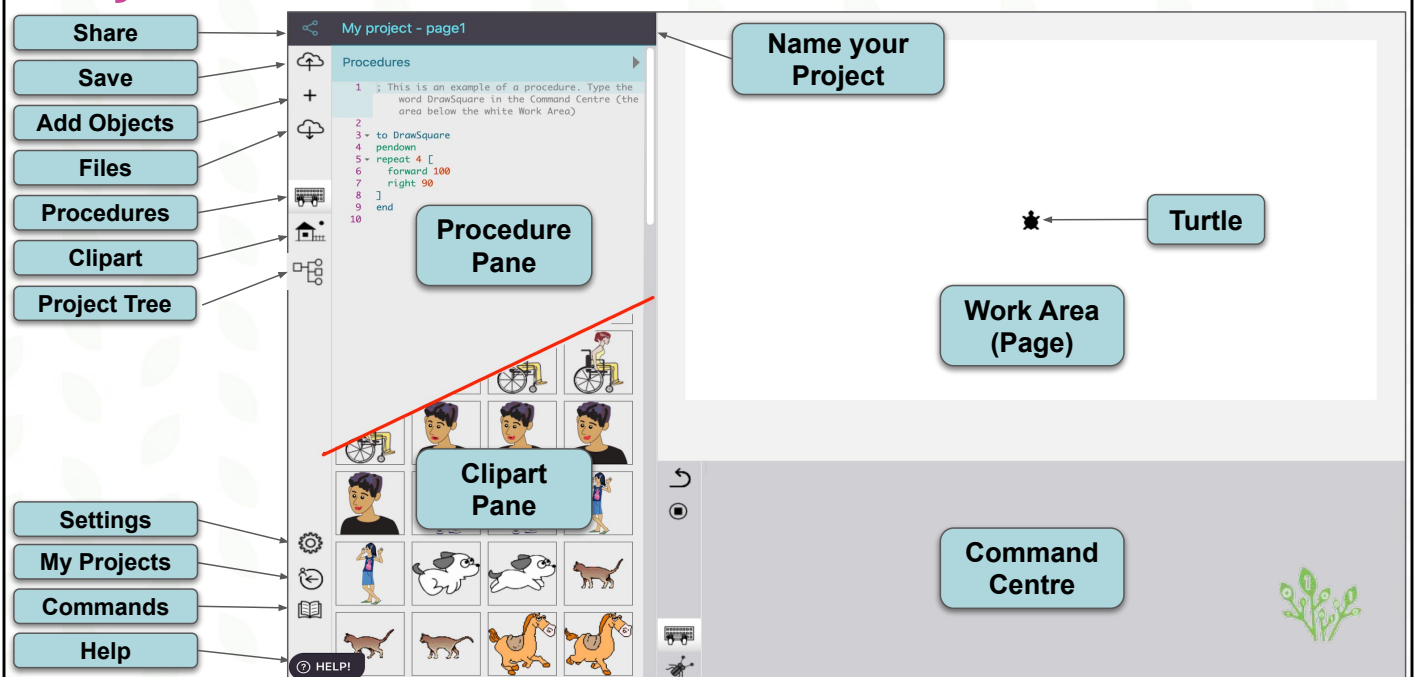 Share
Save
Add Objects
Files
Procedures
Clipart
Project Tree
Settings
My Projects
Commands
Help
My project - page1
Procedures
1 ; This is an example of a procedure. Type the
word DrawSquare in the Command Centre (the
area below the white Work Area)
2
3 to DrawSquare
4 pendown
5 repeat 4 [
6 forward 100
7 right 90
8 ]
9 end
10
Procedure
Pane
Clipart
Pane
? HELP!
Name your
Project
Turtle
Work Area
(Page)
Command
Centre